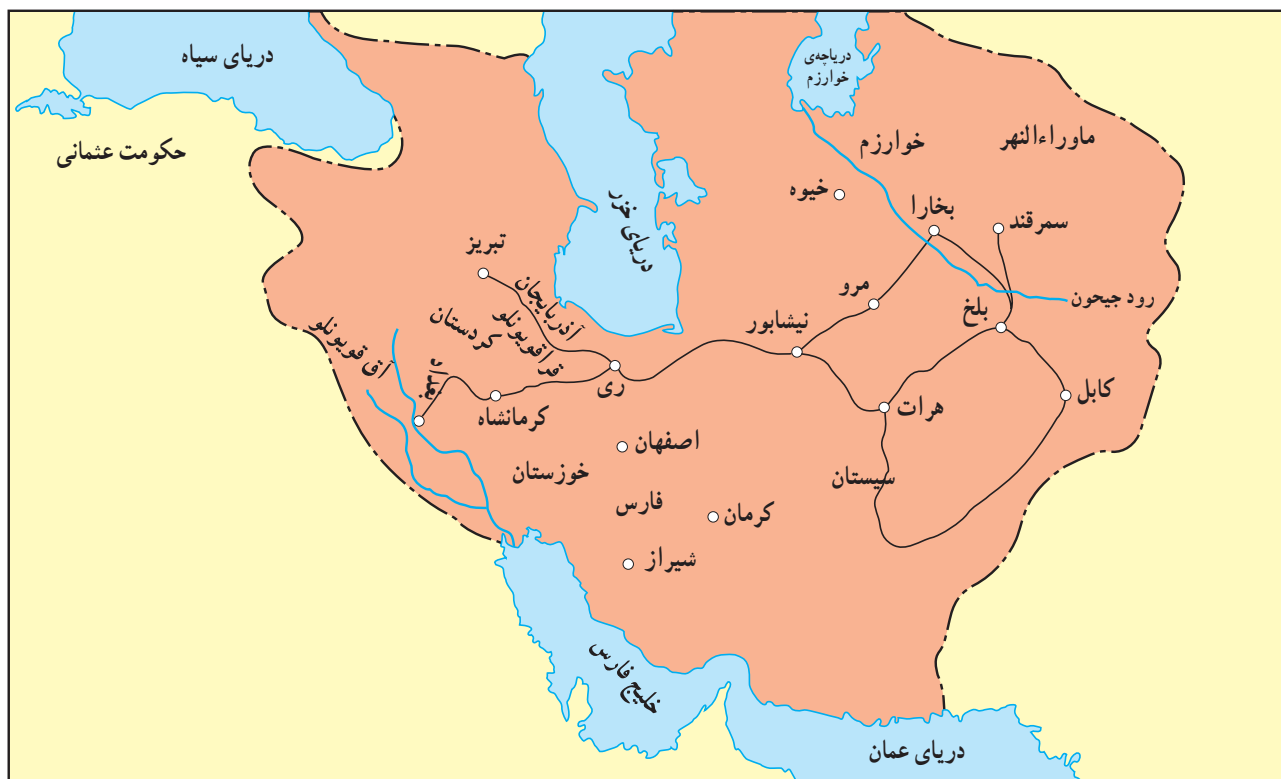 دریای سیاه
دریاچه‌ی
خوارزم
ماوراءالنهر
حکومت عثمانی
خوارزم
خیوه
بخارا
سمرقند
دریای خزر
تبریز
رود جیحون
مرو
بلخ
نیشابور
آذربایجان
قراقویونلو
کردستان
آق قویونلو
بغداد
ری
کابل
هرات
کرمانشاه
اصفهان
خوزستان
سیستان
فارس
کرمان
شیراز
خلیج فارس
دریای عمان